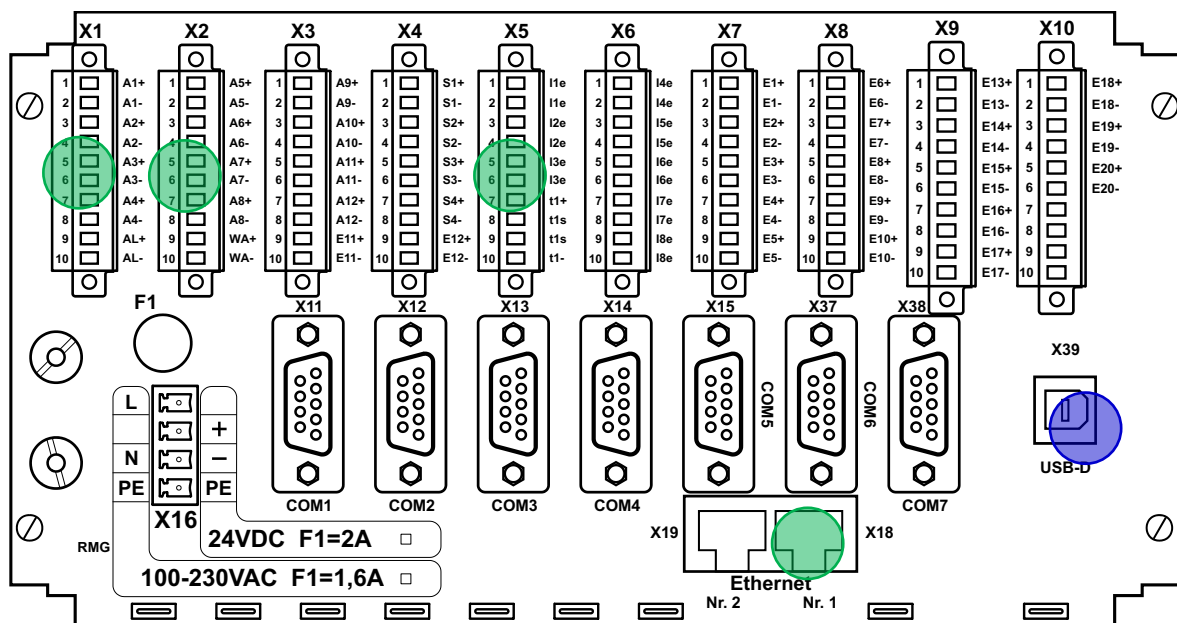 X1 X2 X3 X4 X5 X6 X7 X8 X9 X10
1 A1+ 1 A5+ 1 A9+ 1 S1+ 1 I1e 1 I4e 1 E1+ 1 E6+ 1 E13+ 1 E18+
2 A1- 2 A5- 2 A9- 2 S1- 2 I1e 2 I4e 2 E1- 2 E6- 2 E13- 2 E18-
3 A2+ 3 A6+ 3 A10+ 3 S2+ 3 I2e 3 I5e 3 E2+ 3 E7+ 3 E14+ 3 E19+
4 A2- 4 A6- 4 A10- 4 S2- 4 I2e 4 I5e 4 E2- 4 E7- 4 E14- 4 E19-
5 A3+ 5 A7+ 5 A11+ 5 S3+ 5 I3e 5 I6e 5 E3+ 5 E8+ 5 E15+ 5 E20+
6 A3- 6 A7- 6 A11- 6 S3- 6 I3e 6 I6e 6 E3- 6 E8- 6 E15- 6 E20-
7 A4+ 7 A8+ 7 A12+ 7 S4+ 7 t1+ 7 I7e 7 E4+ 7 E9+ 7 E16+ 7
8 A4- 8 A8- 8 A12- 8 S4- 8 t1s 8 I7e 8 E4- 8 E9- 8 E16- 8
9 AL+ 9 WA+ 9 E11+ 9 E12+ 9 t1s 9 I8e 9 E5+ 9 E10+ 9 E17+ 9
10 AL- 10 WA- 10 E11- 10 E12- 10 t1- 10 I8e 10 E5- 10 E10- 10 E17- 10
F1 X11 X12 X13 X14 X15 X37 X38
X39
COM5 COM6
L
+
N –
USB-D
PE PE
COM1 COM2 COM3 COM4 COM7
X16
X19 X18
24VDC F1=2A
RMG
100-230VAC F1=1,6A
Ethernet
Nr. 2 Nr. 1